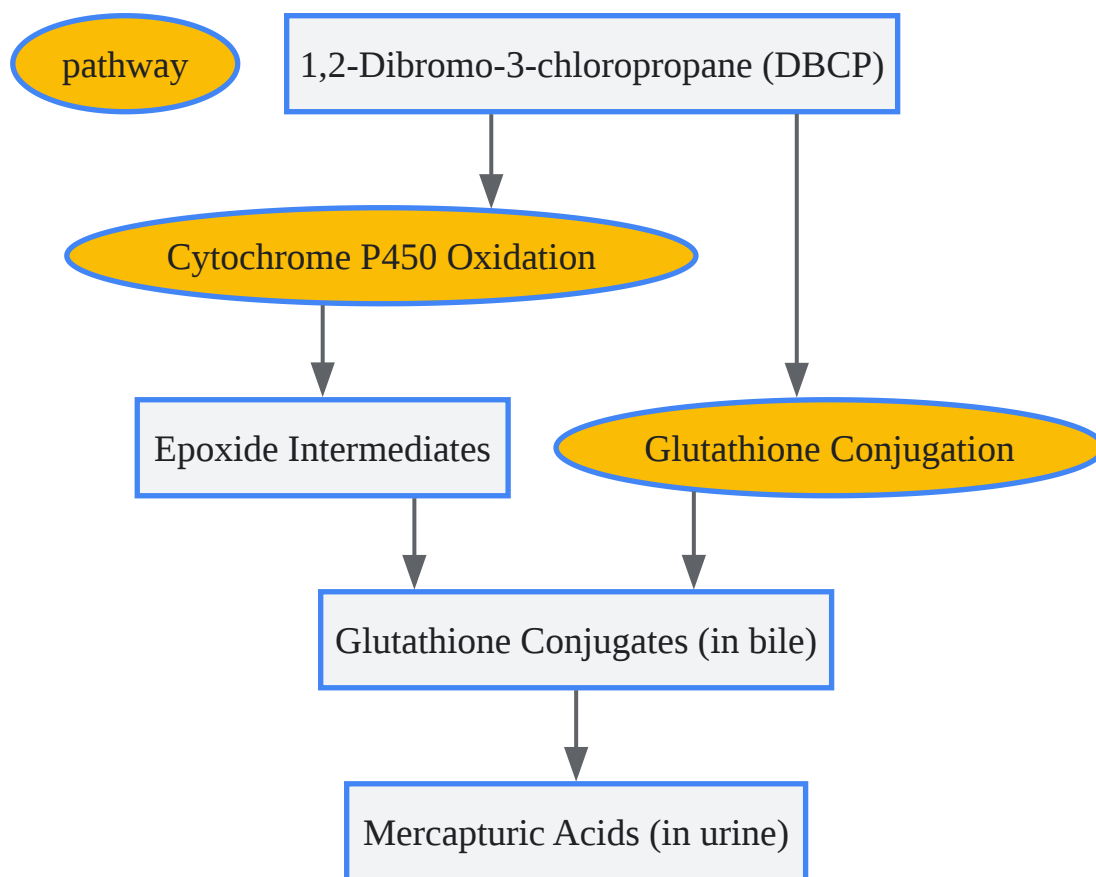 pathway
1,2-Dibromo-3-chloropropane (DBCP)
Cytochrome P450 Oxidation
Epoxide Intermediates
Glutathione Conjugation
Glutathione Conjugates (in bile)
Mercapturic Acids (in urine)